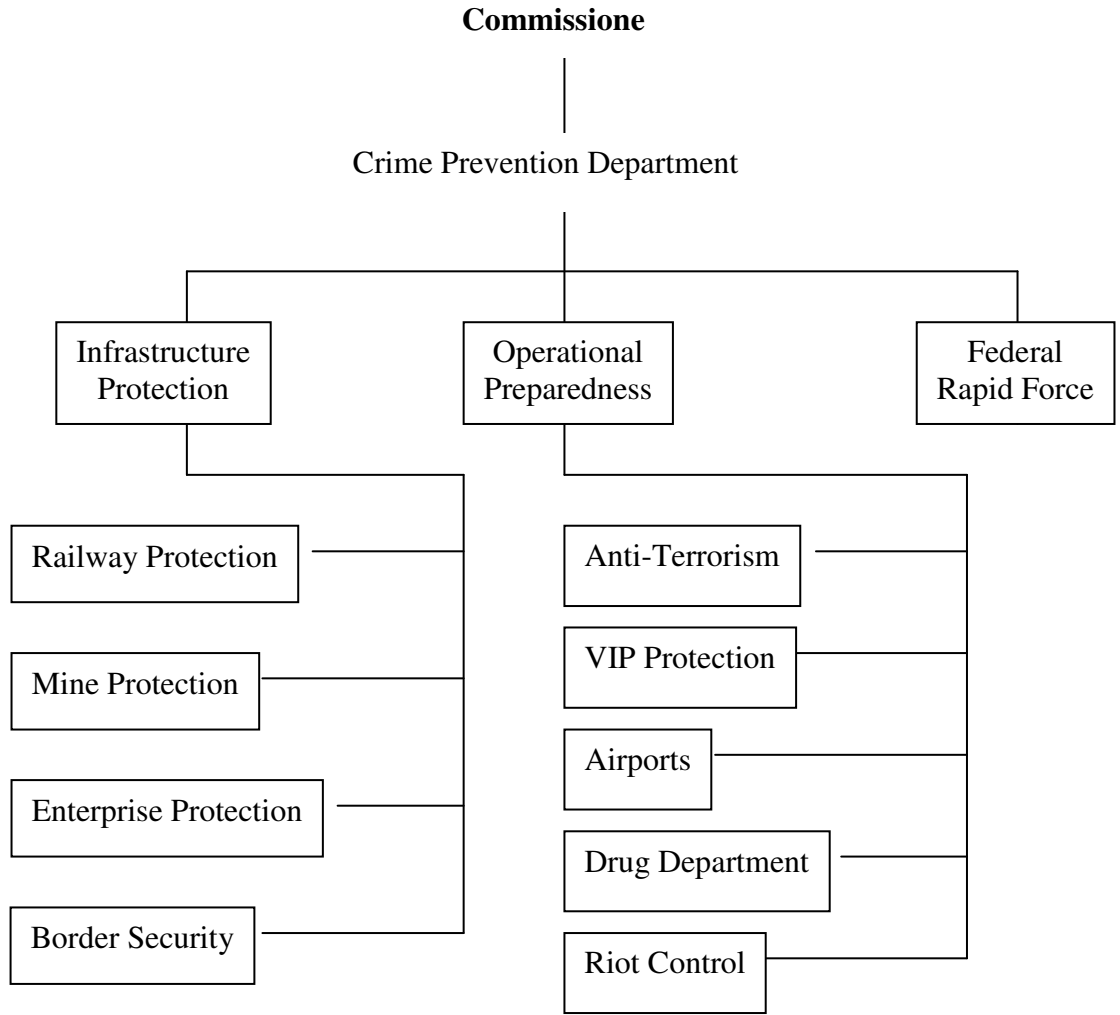 Commissione
Crime Prevention Department
Infrastructure
Protection
Operational
Preparedness
Federal
Rapid Force
Railway Protection
Mine Protection
Enterprise Protection
Border Security
Anti-Terrorism
VIP Protection
Airports
Drug Department
Riot Control